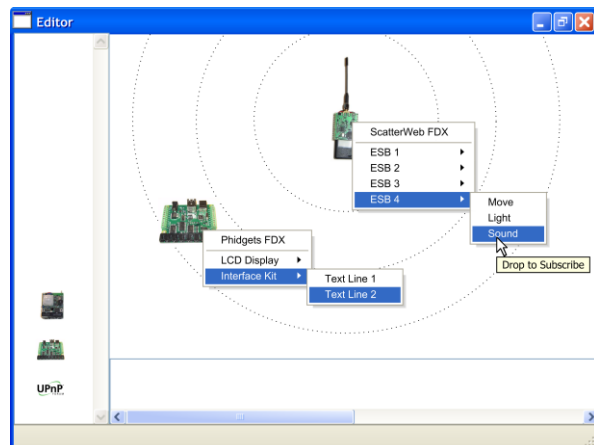 Editor
ScatterWeb FDX
ESB 1
ESB 2
ESB 3
ESB 4
Move
Light
Sound
Drop to Subscribe
Phidgets FDX
LCD Display
Interface Kit
Text Line 1
Text Line 2
UPnP